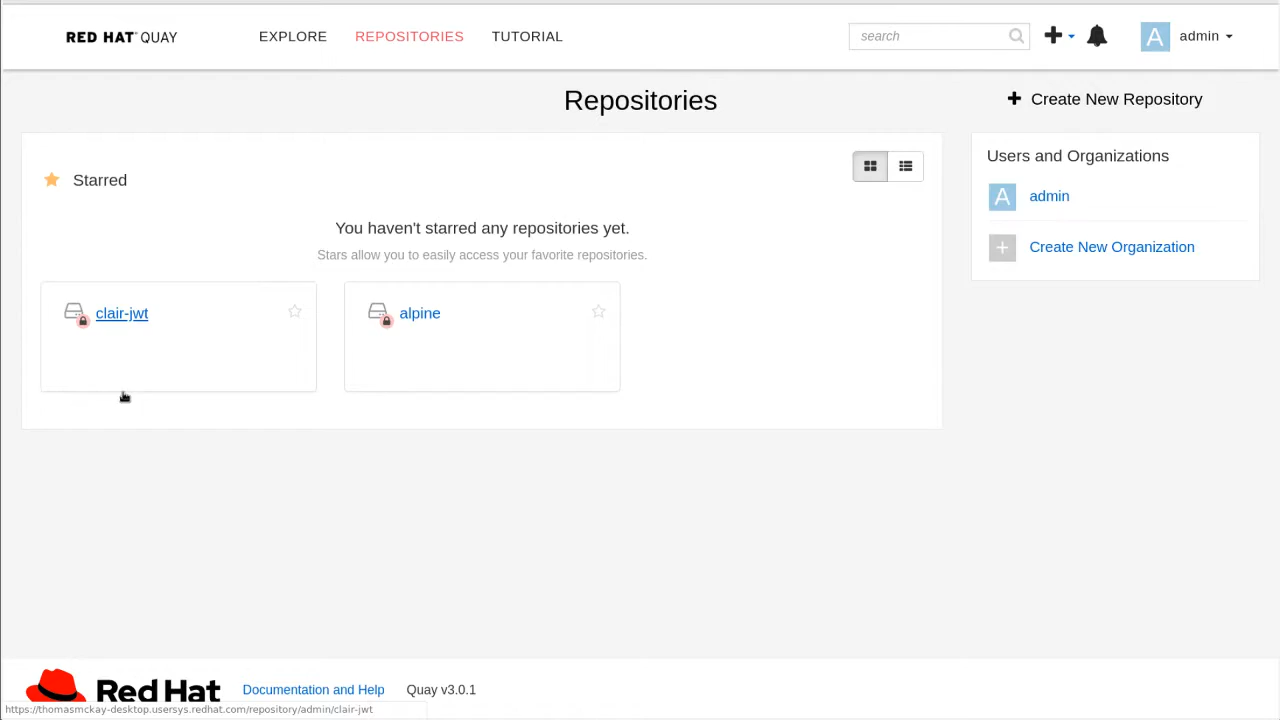 RED HAT QUAY
EXPLORE
REPOSITORIES
TUTORIAL
search
A
admin
Repositories
Create New Repository
Starred
You haven't starred any repositories yet.
Stars allow you to easily access your favorite repositories.
clair-jwt
alpine
Users and Organizations
A
admin
Create New Organization
Red Hat
Documentation and Help
Quay v3.0.1
https://thomasmckay-desktop.usersys.redhat.com/repository/admin/clair-jwt